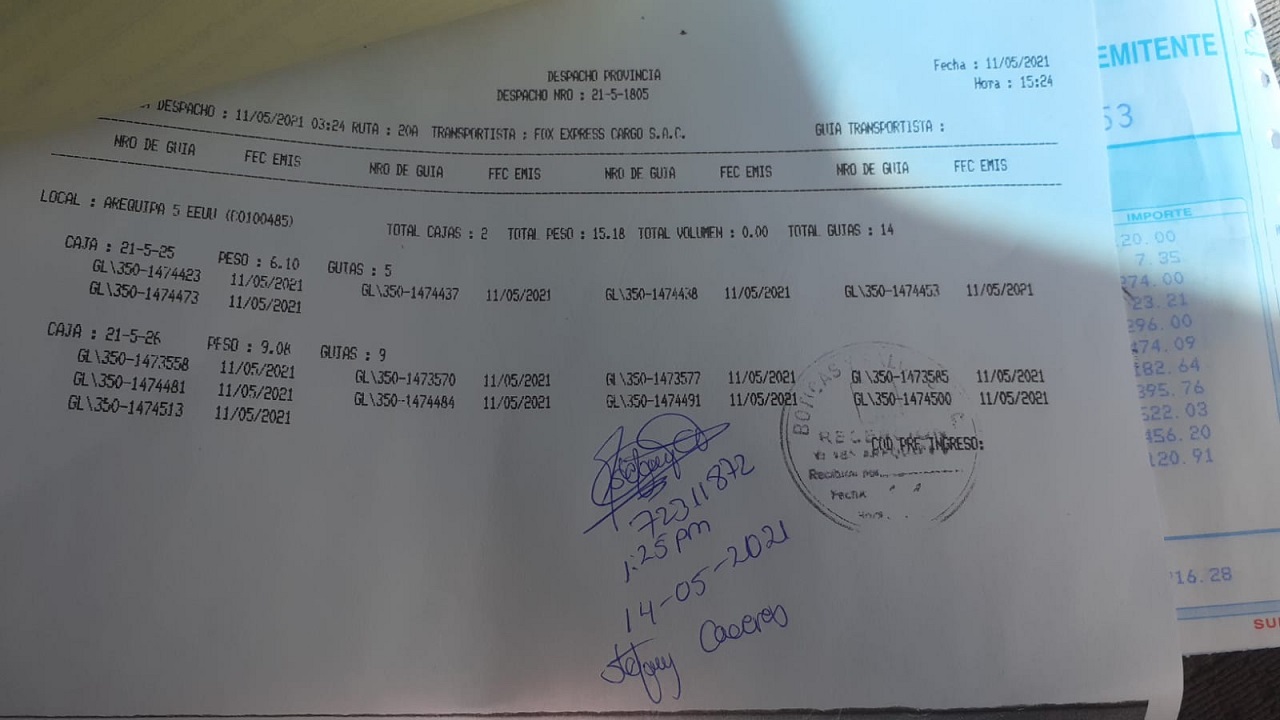 DESPACHO PROVINCIA
DESPACHO NRO : 21-5-1805
Fecha : 11/05/2021
Hora : 15:24
DESPACHO : 11/05/2021 03:24 RUTA : 20A TRANSPORTISTA : FOX EXPRESS CARGO S.A.C. GUIA TRANSPORTISTA :
NRO DE GUIA FEC EMIS NRO DE GUIA FEC EMIS NRO DE GUIA FEC EMIS NRO DE GUIA FEC EMIS
LOCAL : AREQUIPA 5 EEUU (00100485) TOTAL CAJAS : 2 TOTAL PESO : 15.18 TOTAL VOLUMEN : 0.00 TOTAL GUIAS : 14
CAJA : 21-5-25 PESO : 6.10 GUIAS : 5
GL\350-1474423 11/05/2021 GL\350-1474437 11/05/2021 GL\350-1474438 11/05/2021 GL\350-1474453 11/05/2021
GL\350-1474473 11/05/2021
CAJA : 21-5-26 PESO : 9.08 GUIAS : 9
GL\350-1473558 11/05/2021 GL\350-1473570 11/05/2021 GL\350-1473577 11/05/2021 GL\350-1473585 11/05/2021
GL\350-1474481 11/05/2021 GL\350-1474484 11/05/2021 GL\350-1474491 11/05/2021 GL\350-1474500 11/05/2021
GL\350-1474513 11/05/2021
COD PRE INGRESO:
BOTICAS Y
Fecha
72311872
1:25 pm
14-05-2021
Stefany Caceres
EMITENTE
53
IMPORTE
20.00
7.35
274.00
23.21
296.00
474.09
82.64
395.76
522.03
456.20
120.91
16.28